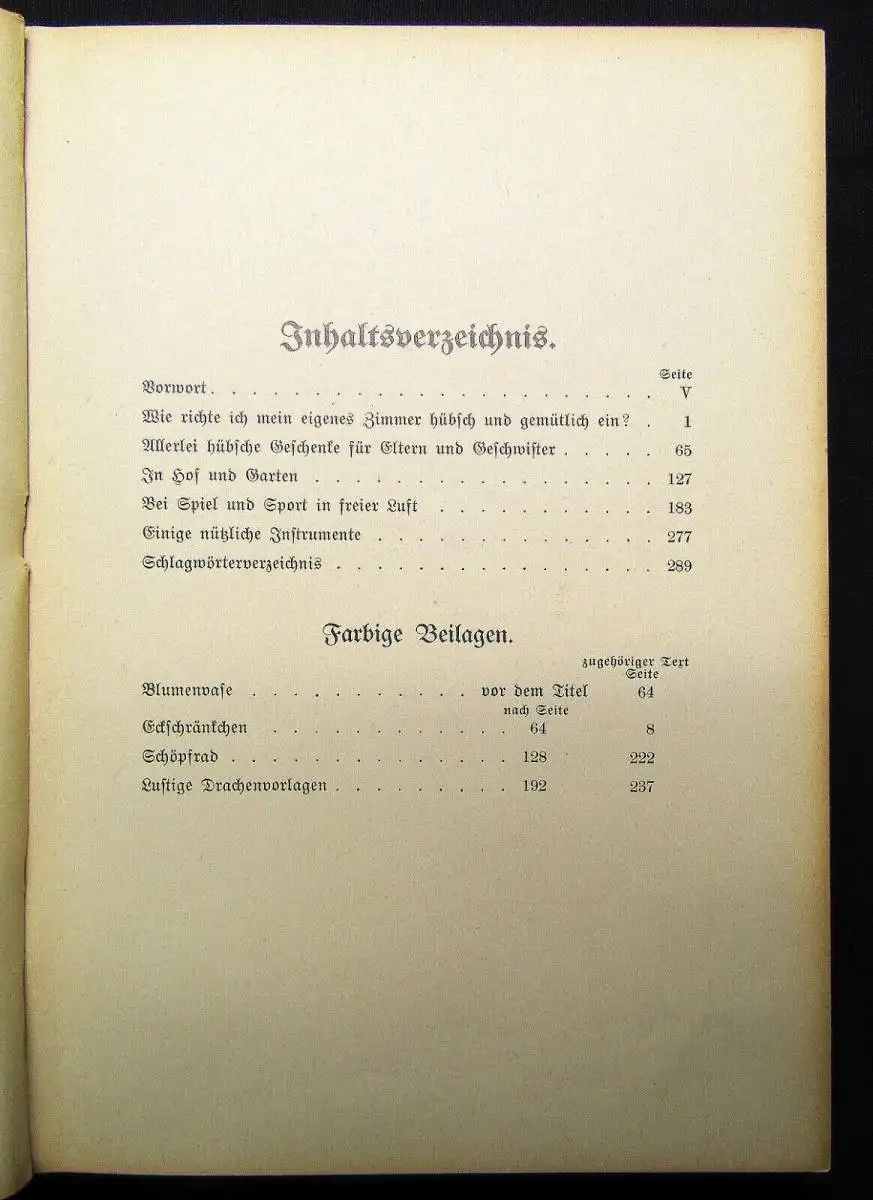 Inhaltsverzeichnis.
Seite
Vorwort . . . . . . . . . . . . . . . . . . . . . . V
Wie richte ich mein eigenes Zimmer hübsch und gemütlich ein? . 1
Allerlei hübsche Geschenke für Eltern und Geschwister . . . . . 65
In Hof und Garten . . . . . . . . . . . . . . . . . 127
Bei Spiel und Sport in freier Luft . . . . . . . . . . . 183
Einige nützliche Instrumente . . . . . . . . . . . . . . 277
Schlagwörterverzeichnis . . . . . . . . . . . . . . . . 289
Farbige Beilagen.
zugehöriger Text
Seite
Blumenvase . . . . . . . . . . . vor dem Titel 64
nach Seite
Eckschränkchen . . . . . . . . . . . . 64 8
Schöpfrad . . . . . . . . . . . . . . 128 222
Lustige Drachenvorlagen . . . . . . . . . 192 237